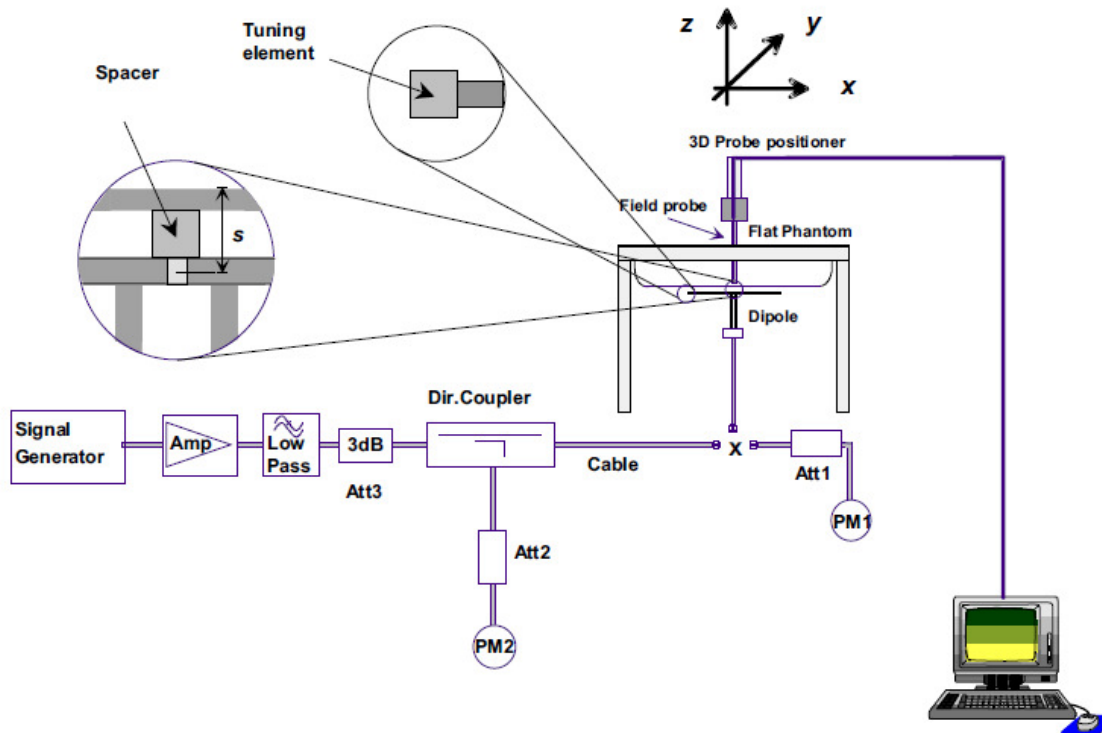 Tuning
element
Spacer
z
y
x
3D Probe positioner
Field probe
Flat Phantom
s
Dipole
Dir.Coupler
Signal
Generator
Amp
Low
Pass
3dB
Att3
Cable
X
Att1
PM1
Att2
PM2